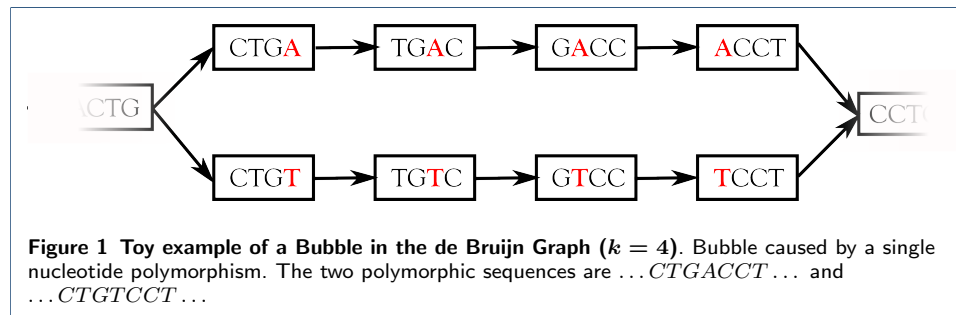 CTGA TGAC GACC ACCT
ACTG CCTG
CTGT TGTC GTCC TCCT
Figure 1 Toy example of a Bubble in the de Bruijn Graph (k = 4). Bubble caused by a single
nucleotide polymorphism. The two polymorphic sequences are ...CTGACCT... and
...CTGTCCT...